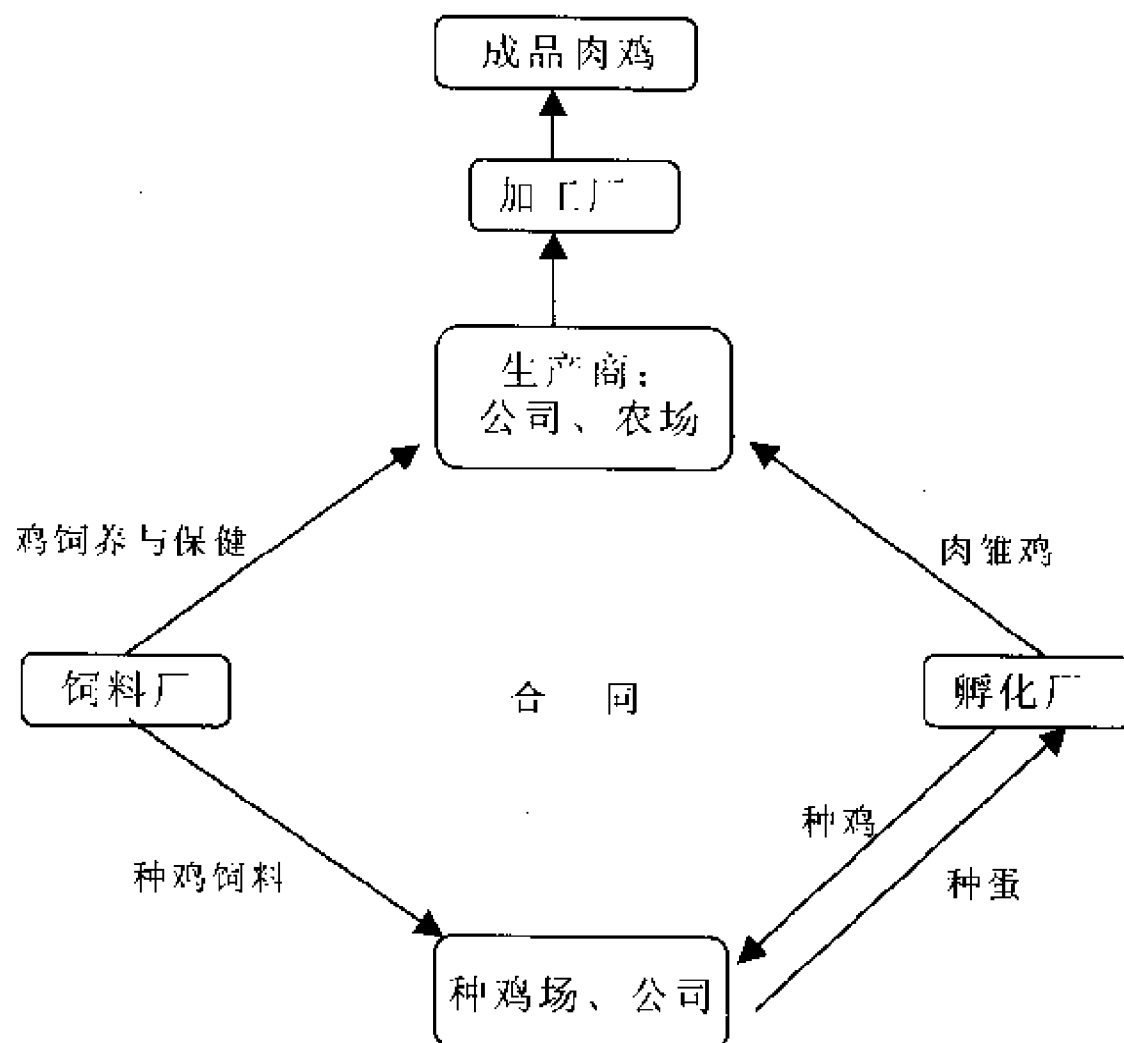 成品肉鸡
加工厂
生产商：
公司、农场
鸡饲养与保健
肉雏鸡
饲料厂
合 同
孵化厂
种鸡
种鸡饲料
种蛋
种鸡场、公司